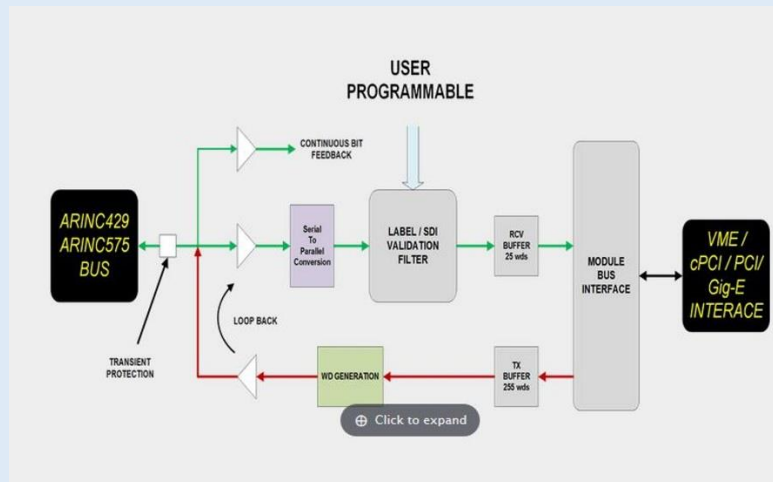 USER
PROGRAMMABLE
CONTINUOUS BIT
FEEDBACK
ARINC429
ARINC575
BUS
Serial
To
Parallel
Conversion
LABEL / SDI
VALIDATION
FILTER
RCV
BUFFER
25 wds
MODULE
BUS
INTERFACE
VME /
cPCI / PCI/
Gig-E
INTERACE
LOOP BACK
TRANSIENT
PROTECTION
WD GENERATION
TX
BUFFER
255 wds
Click to expand